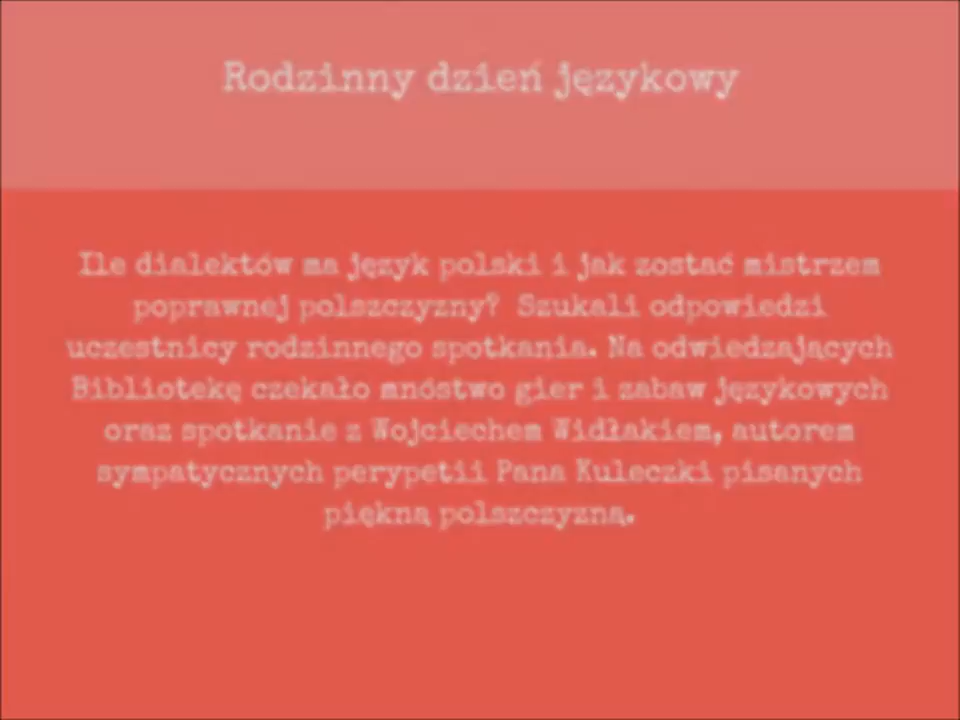 Rodzinny dzień językowy
Ile dialektów ma język polski i jak zostać mistrzem
poprawnej polszczyzny? Szukali odpowiedzi
uczestnicy rodzinnego spotkania. Na odwiedzających
Bibliotekę czekało mnóstwo gier i zabaw językowych
oraz spotkanie z Wojciechem Widłakiem, autorem
sympatycznych perypetii Pana Kuleczki pisanych
piękną polszczyzną.